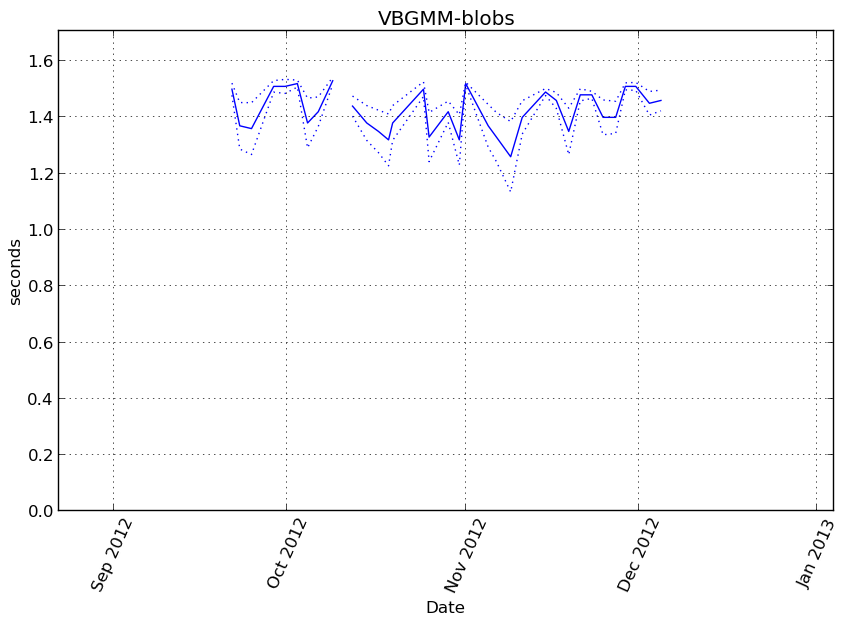 VBGMM-blobs
1.6
1.4
1.2
1.0
0.8
0.6
0.4
0.2
0.0
seconds
Sep 2012
Oct 2012
Nov 2012
Dec 2012
Jan 2013
Date